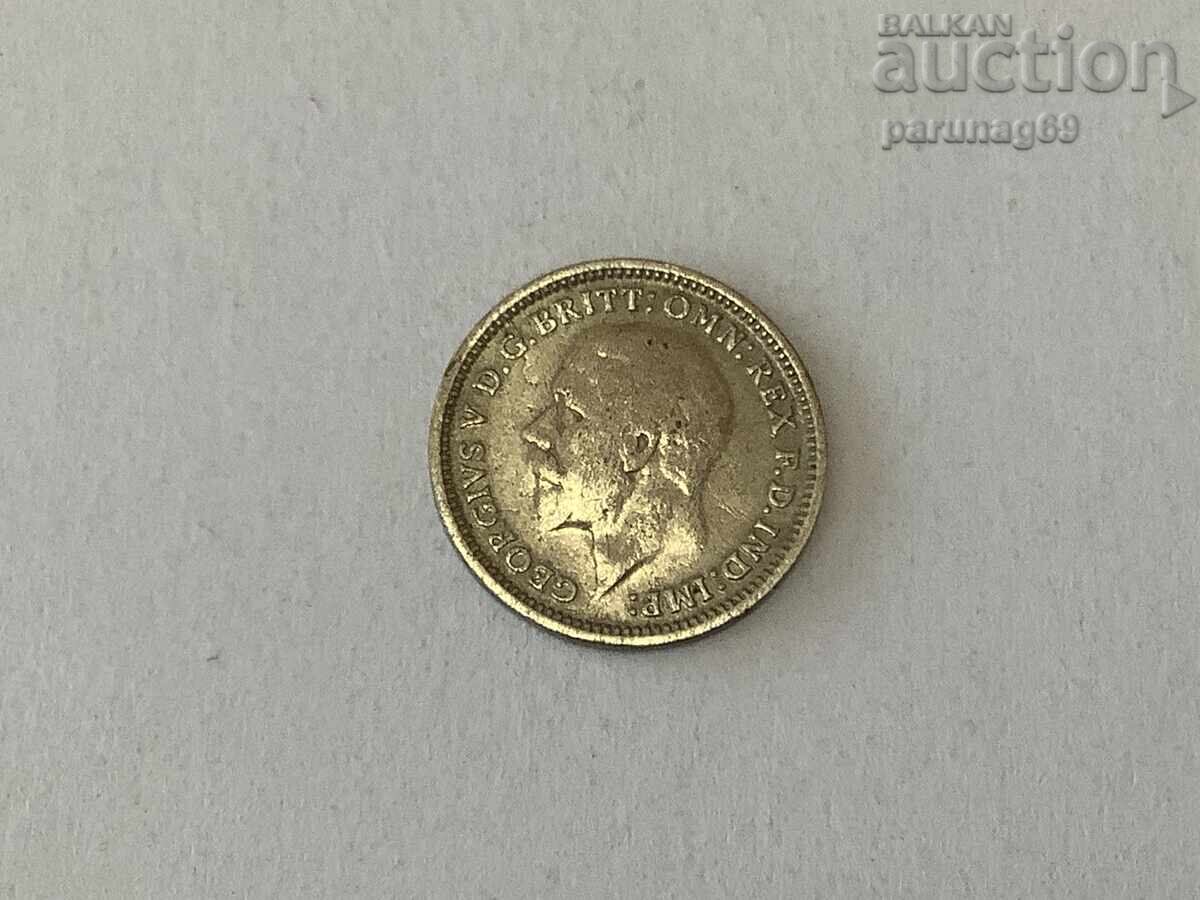 BALKAN
auction
parunag69
GEORGIVS V D.G.BRITT:OMN:REX F.D.IND:IMP: